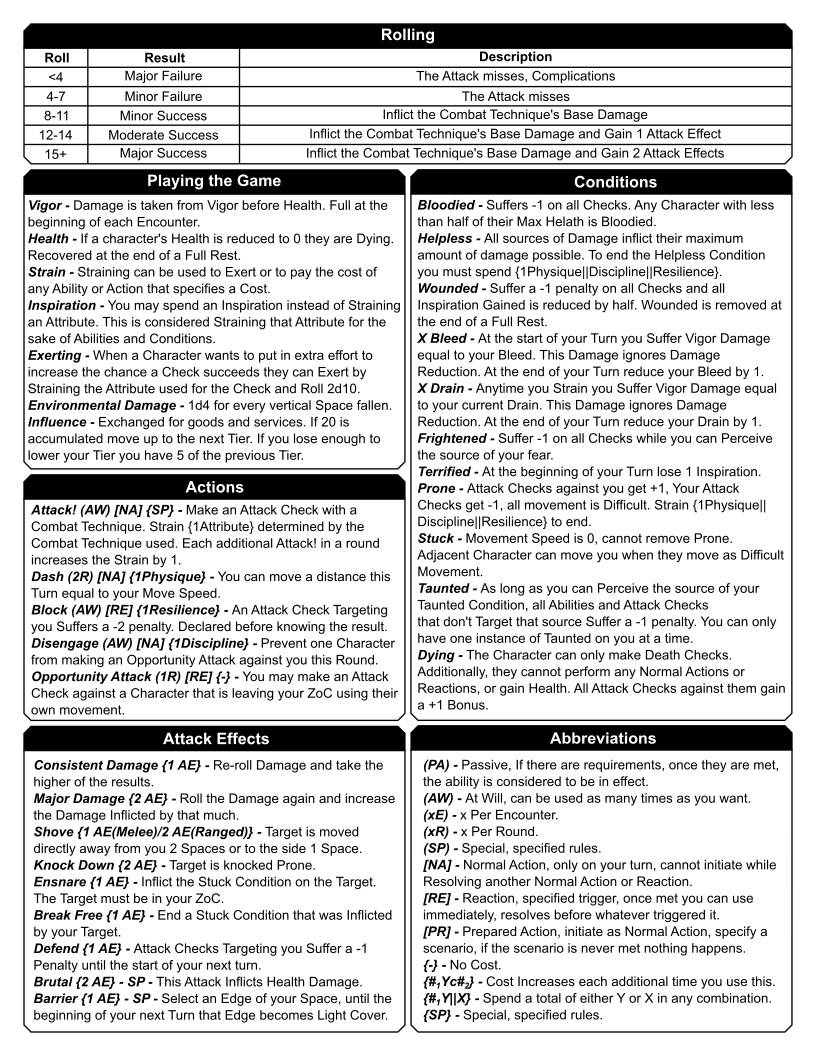 Rolling
Roll Result Description
<4 Major Failure The Attack misses, Complications
4-7 Minor Failure The Attack misses
8-11 Minor Success Inflict the Combat Technique's Base Damage
12-14 Moderate Success Inflict the Combat Technique's Base Damage and Gain 1 Attack Effect
15+ Major Success Inflict the Combat Technique's Base Damage and Gain 2 Attack Effects
Playing the Game
Vigor - Damage is taken from Vigor before Health. Full at the
beginning of each Encounter.
Health - If a character's Health is reduced to 0 they are Dying.
Recovered at the end of a Full Rest.
Strain - Straining can be used to Exert or to pay the cost of
any Ability or Action that specifies a Cost.
Inspiration - You may spend an Inspiration instead of Straining
an Attribute. This is considered Straining that Attribute for the
sake of Abilities and Conditions.
Exerting - When a Character wants to put in extra effort to
increase the chance a Check succeeds they can Exert by
Straining the Attribute used for the Check and Roll 2d10.
Environmental Damage - 1d4 for every vertical Space fallen.
Influence - Exchanged for goods and services. If 20 is
accumulated move up to the next Tier. If you lose enough to
lower your Tier you have 5 of the previous Tier.
Actions
Attack! (AW) [NA] {SP} - Make an Attack Check with a
Combat Technique. Strain {1Attribute} determined by the
Combat Technique used. Each additional Attack! in a round
increases the Strain by 1.
Dash (2R) [NA] {1Physique} - You can move a distance this
Turn equal to your Move Speed.
Block (AW) [RE] {1Resilience} - An Attack Check Targeting
you Suffers a -2 penalty. Declared before knowing the result.
Disengage (AW) [NA] {1Discipline} - Prevent one Character
from making an Opportunity Attack against you this Round.
Opportunity Attack (1R) [RE] {-} - You may make an Attack
Check against a Character that is leaving your ZoC using their
own movement.
Attack Effects
Consistent Damage {1 AE} - Re-roll Damage and take the
higher of the results.
Major Damage {2 AE} - Roll the Damage again and increase
the Damage Inflicted by that much.
Shove {1 AE(Melee)/2 AE(Ranged)} - Target is moved
directly away from you 2 Spaces or to the side 1 Space.
Knock Down {2 AE} - Target is knocked Prone.
Ensnare {1 AE} - Inflict the Stuck Condition on the Target.
The Target must be in your ZoC.
Break Free {1 AE} - End a Stuck Condition that was Inflicted
by your Target.
Defend {1 AE} - Attack Checks Targeting you Suffer a -1
Penalty until the start of your next turn.
Brutal {2 AE} - SP - This Attack Inflicts Health Damage.
Barrier {1 AE} - SP - Select an Edge of your Space, until the
beginning of your next Turn that Edge becomes Light Cover.
Conditions
Bloodied - Suffers -1 on all Checks. Any Character with less
than half of their Max Helath is Bloodied.
Helpless - All sources of Damage inflict their maximum
amount of damage possible. To end the Helpless Condition
you must spend {1Physique||Discipline||Resilience}.
Wounded - Suffer a -1 penalty on all Checks and all
Inspiration Gained is reduced by half. Wounded is removed at
the end of a Full Rest.
X Bleed - At the start of your Turn you Suffer Vigor Damage
equal to your Bleed. This Damage ignores Damage
Reduction. At the end of your Turn reduce your Bleed by 1.
X Drain - Anytime you Strain you Suffer Vigor Damage equal
to your current Drain. This Damage ignores Damage
Reduction. At the end of your Turn reduce your Drain by 1.
Frightened - Suffer -1 on all Checks while you can Perceive
the source of your fear.
Terrified - At the beginning of your Turn lose 1 Inspiration.
Prone - Attack Checks against you get +1, Your Attack
Checks get -1, all movement is Difficult. Strain {1Physique||
Discipline||Resilience} to end.
Stuck - Movement Speed is 0, cannot remove Prone.
Adjacent Character can move you when they move as Difficult
Movement.
Taunted - As long as you can Perceive the source of your
Taunted Condition, all Abilities and Attack Checks
that don't Target that source Suffer a -1 penalty. You can only
have one instance of Taunted on you at a time.
Dying - The Character can only make Death Checks.
Additionally, they cannot perform any Normal Actions or
Reactions, or gain Health. All Attack Checks against them gain
a +1 Bonus.
Abbreviations
(PA) - Passive, If there are requirements, once they are met,
the ability is considered to be in effect.
(AW) - At Will, can be used as many times as you want.
(xE) - x Per Encounter.
(xR) - x Per Round.
(SP) - Special, specified rules.
[NA] - Normal Action, only on your turn, cannot initiate while
Resolving another Normal Action or Reaction.
[RE] - Reaction, specified trigger, once met you can use
immediately, resolves before whatever triggered it.
[PR] - Prepared Action, initiate as Normal Action, specify a
scenario, if the scenario is never met nothing happens.
{-} - No Cost.
{#₁Yc#₂} - Cost Increases each additional time you use this.
{#₁Y||X} - Spend a total of either Y or X in any combination.
{SP} - Special, specified rules.